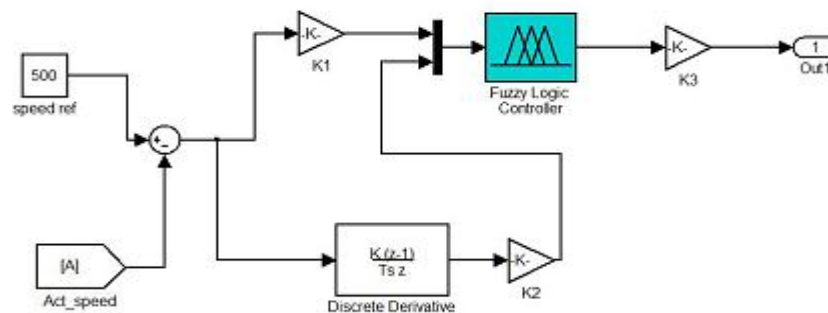 -K-
K1
500
speed ref
+
-
[A]
Act_speed
K (z-1)
Ts z
Discrete Derivative
-K-
K2
Fuzzy Logic
Controller
-K-
K3
1
Out1